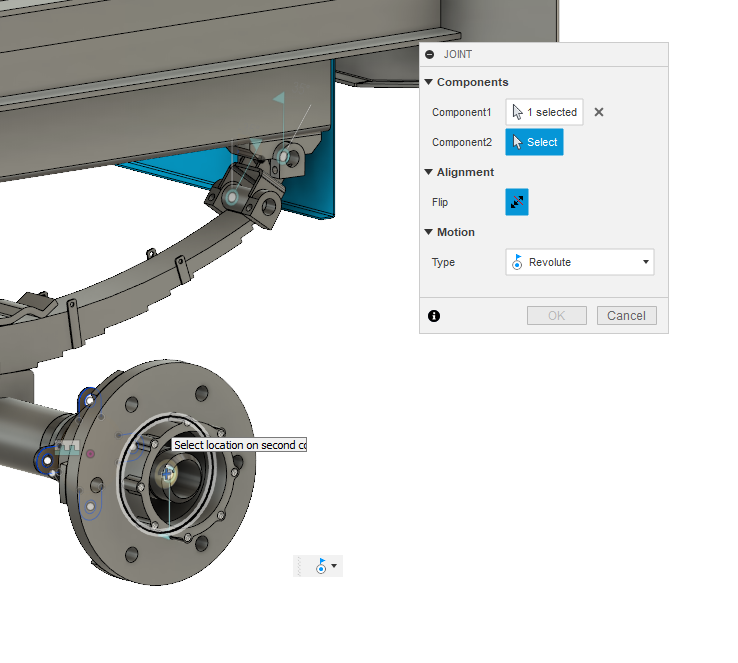 JOINT
Components
Component1
1 selected
Component2
Select
Alignment
Flip
Motion
Type
Revolute
OK
Cancel
Select location on second co